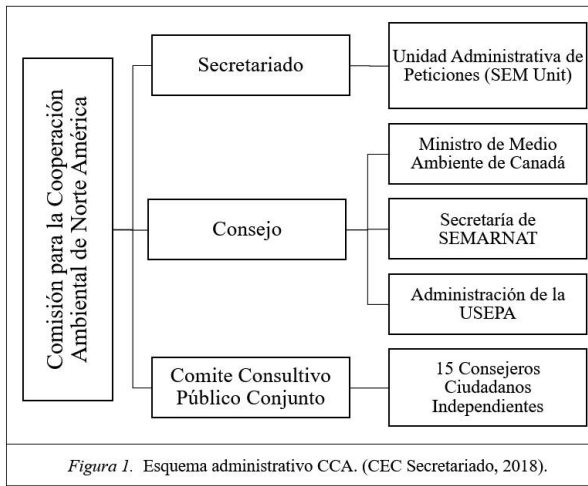 Comisión para la Cooperación
Ambiental de Norte América
Secretariado
Unidad Administrativa de
Peticiones (SEM Unit)
Consejo
Ministro de Medio
Ambiente de Canadá
Secretaría de
SEMARNAT
Administración de la
USEPA
Comite Consultivo
Público Conjunto
15 Consejeros
Ciudadanos
Independientes
Figura 1. Esquema administrativo CCA. (CEC Secretariado, 2018).